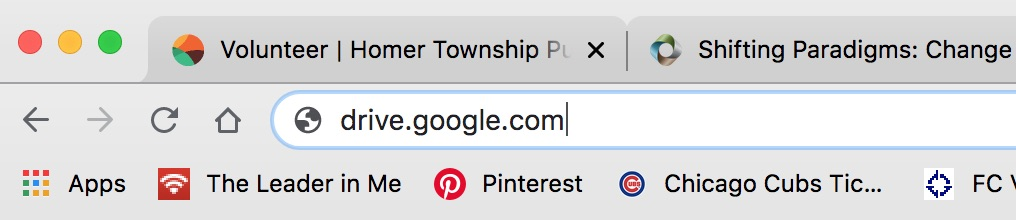 Volunteer | Homer Township Pu
Shifting Paradigms: Change
drive.google.com
Apps
The Leader in Me
Pinterest
CUBS
Chicago Cubs Tic...
FC V